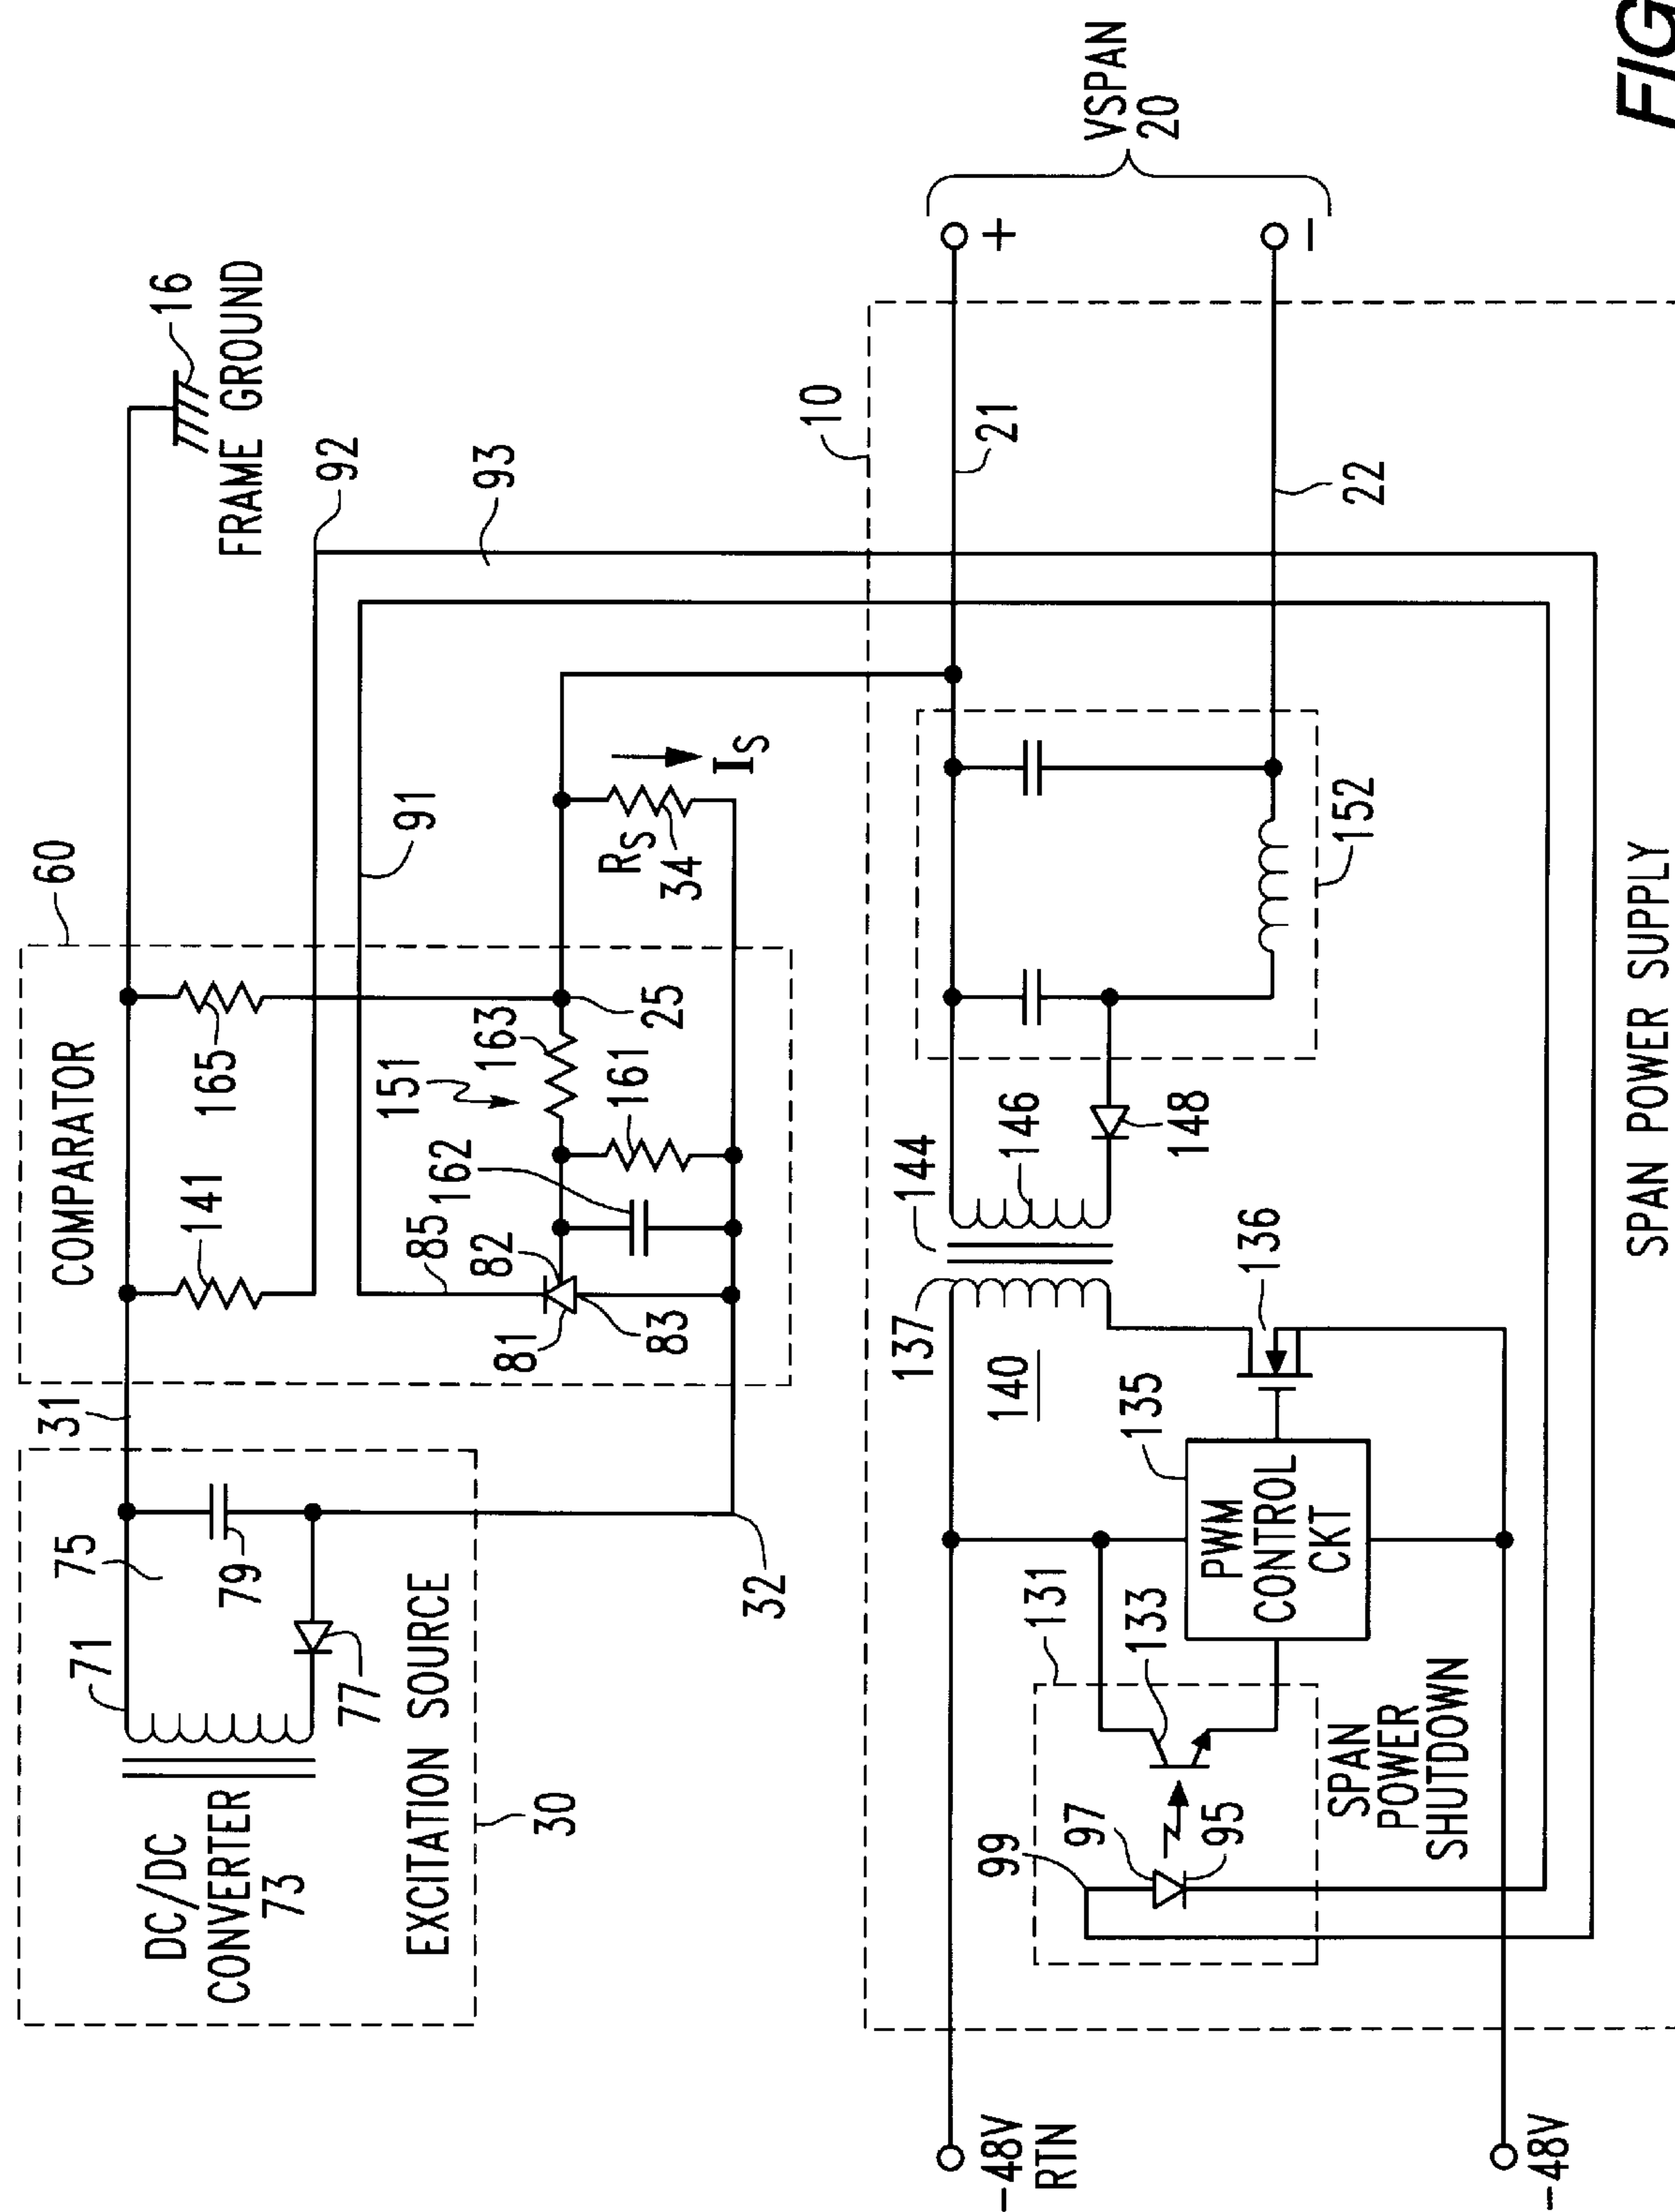 DC/DC
CONVERTER
73
71
75
79
77
EXCITATION SOURCE
30
31
32
COMPARATOR
60
141
165
151
163
161
162
85
82
81
83
25
91
RS
34
IS
92
93
16
FRAME GROUND
10
-48V
RTN
-48V
99
97
95
131
133
SPAN
POWER
SHUTDOWN
135
PWM
CONTROL
CKT
140
137
136
144
146
148
152
21
22
+
−
VSPAN
20
SPAN POWER SUPPLY
FIG